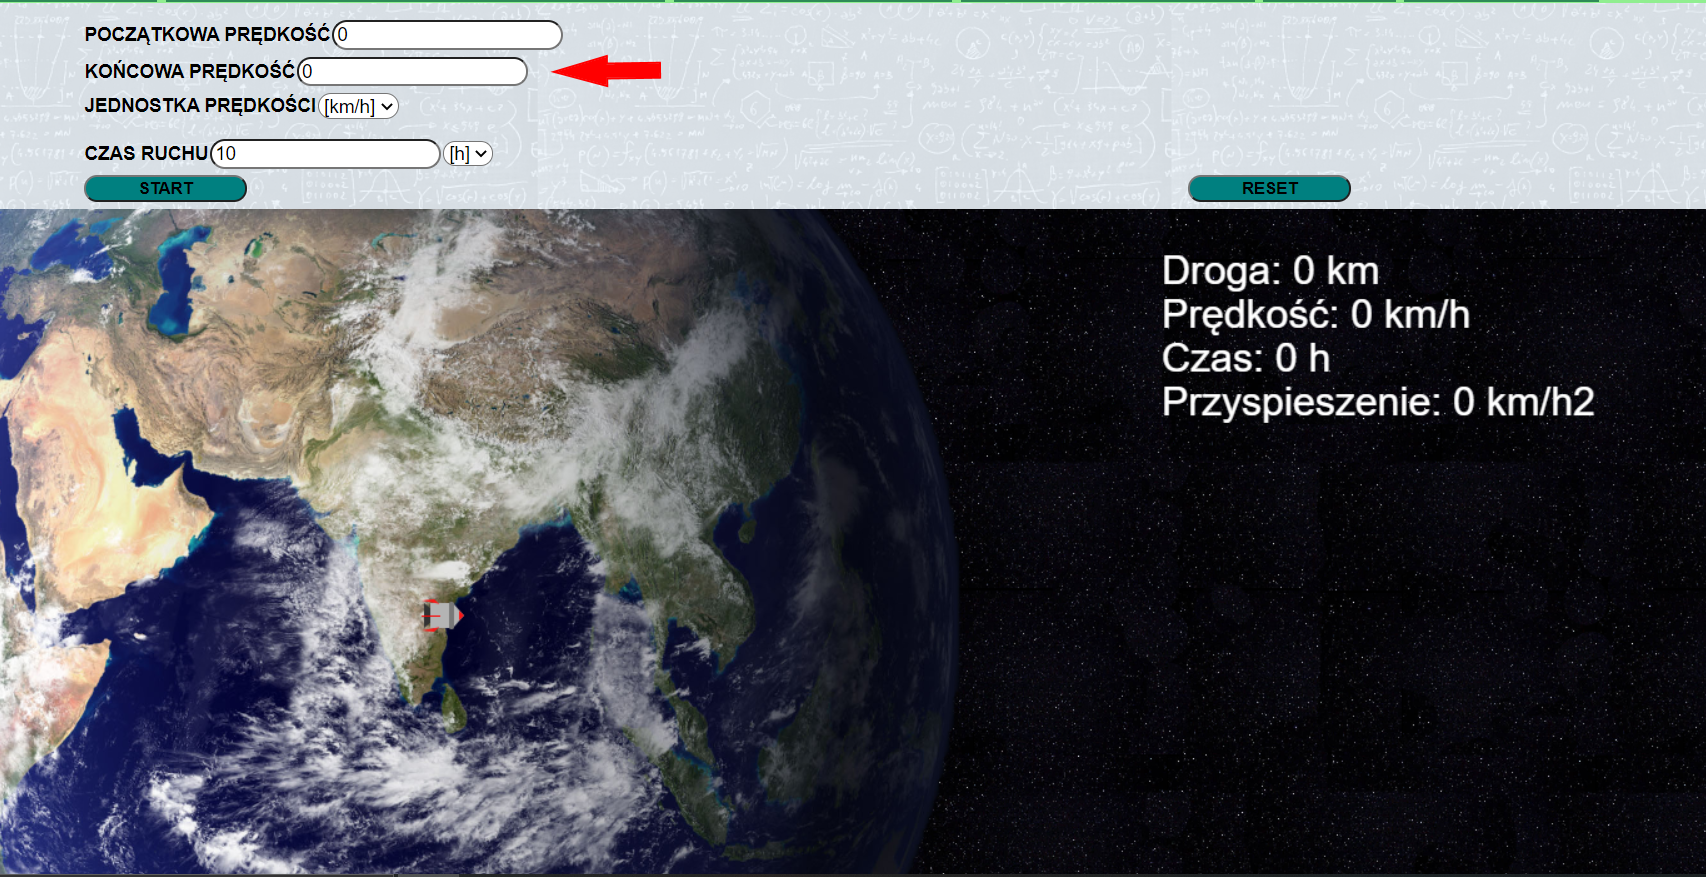 POCZĄTKOWA PRĘDKOŚĆ 0
KOŃCOWA PRĘDKOŚĆ 0
JEDNOSTKA PRĘDKOŚCI [km/h]
CZAS RUCHU 10 [h]
START RESET
Droga: 0 km
Prędkość: 0 km/h
Czas: 0 h
Przyspieszenie: 0 km/h2